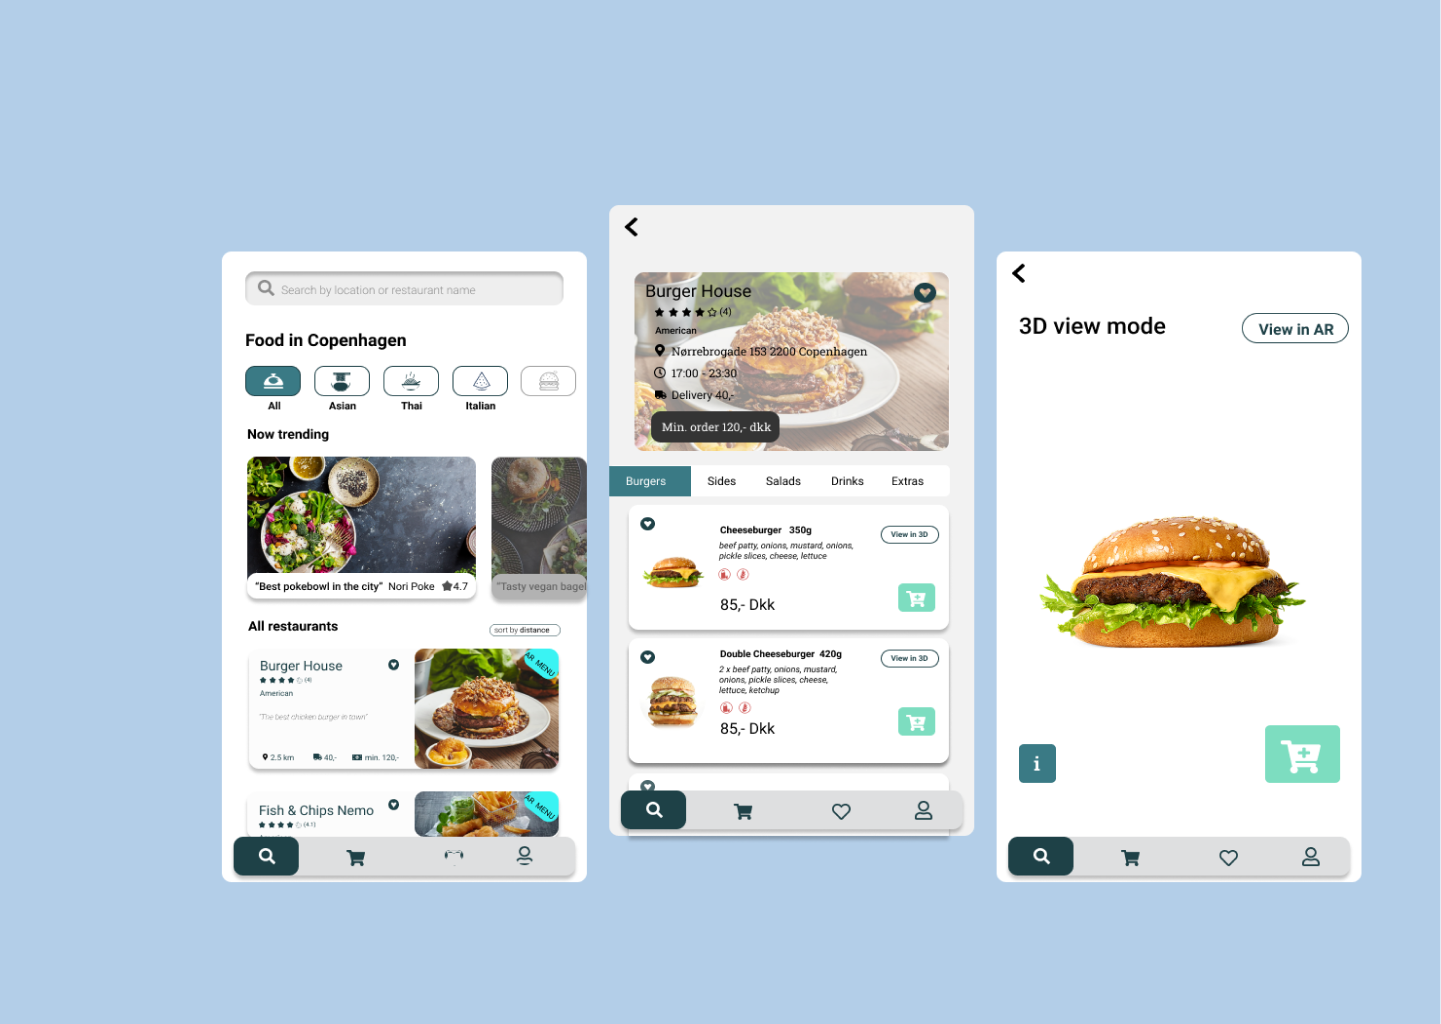 Search by location or restaurant name
Food in Copenhagen
All
Asian
Thai
Italian
Now trending
"Best pokebowl in the city" Nori Poke 4.7
"Tasty vegan bagel
All restaurants
sort by distance
Burger House
(4)
American
"The best chicken burger in town"
2.5 km
40,-
min. 120,-
AR MENU
Fish & Chips Nemo
(4.1)
AR MENU
Burger House
(4)
American
Nørrebrogade 153 2200 Copenhagen
17:00 - 23:30
Delivery 40,-
Min. order 120,- dkk
Burgers
Sides
Salads
Drinks
Extras
Cheeseburger 350g
View in 3D
beef patty, onions, mustard, onions,
pickle slices, cheese, lettuce
85,- Dkk
Double Cheeseburger 420g
View in 3D
2 x beef patty, onions, mustard,
onions, pickle slices, cheese,
lettuce, ketchup
85,- Dkk
3D view mode
View in AR
i